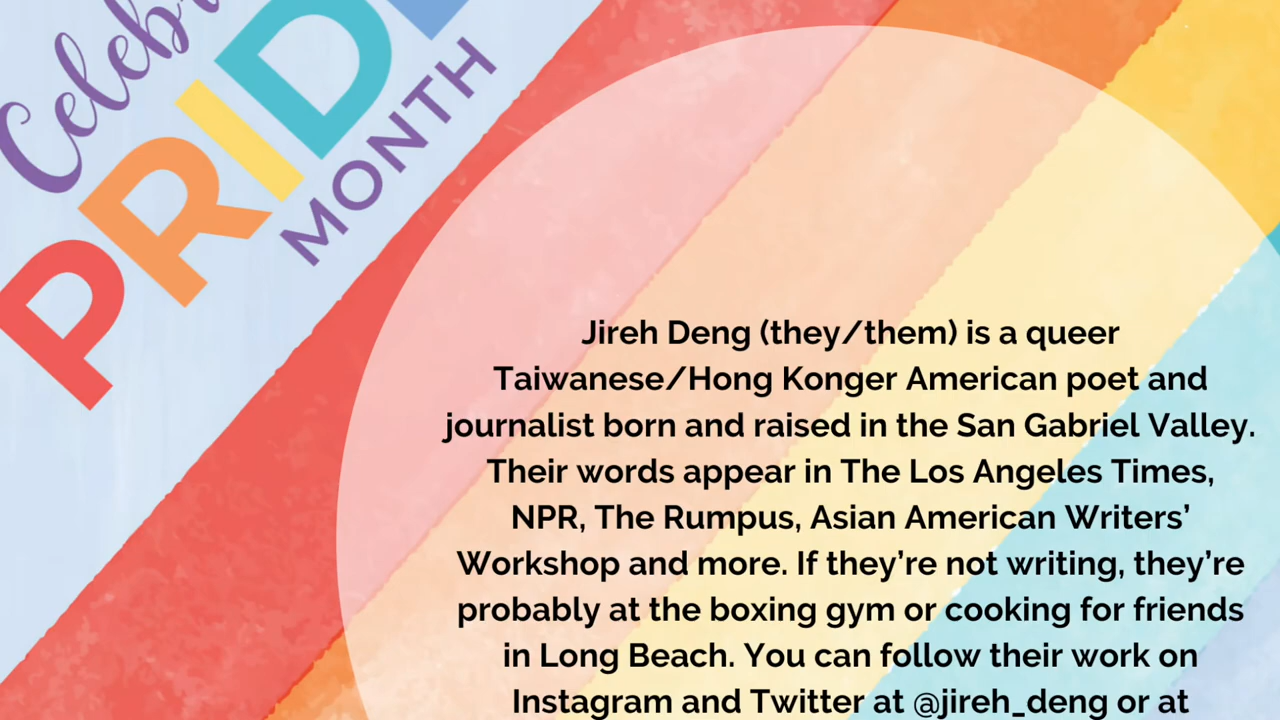 Celebr
PRIDE
MONTH
Jireh Deng (they/them) is a queer
Taiwanese/Hong Konger American poet and
journalist born and raised in the San Gabriel Valley.
Their words appear in The Los Angeles Times,
NPR, The Rumpus, Asian American Writers’
Workshop and more. If they’re not writing, they’re
probably at the boxing gym or cooking for friends
in Long Beach. You can follow their work on
Instagram and Twitter at @jireh_deng or at